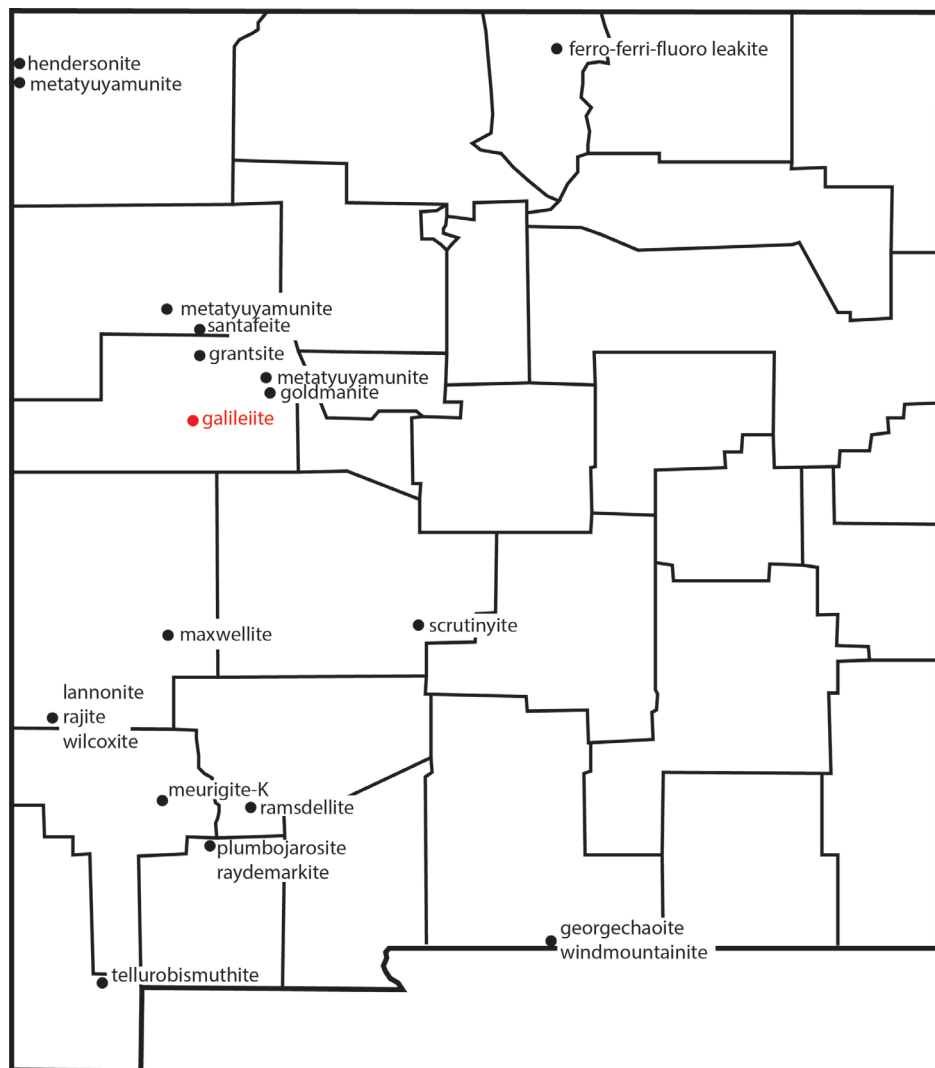 ferro-ferri-fluoro leakite
hendersonite
metatyuyamunite
metatyuyamunite
santafeite
grantsite
metatyuyamunite
goldmanite
galileiite
scrutinyite
maxwellite
lannonite
rajite
wilcoxite
meurigite-K
ramsdellite
plumbojarosite
raydemarkite
georgechaoite
windmountainite
tellurobismuthite